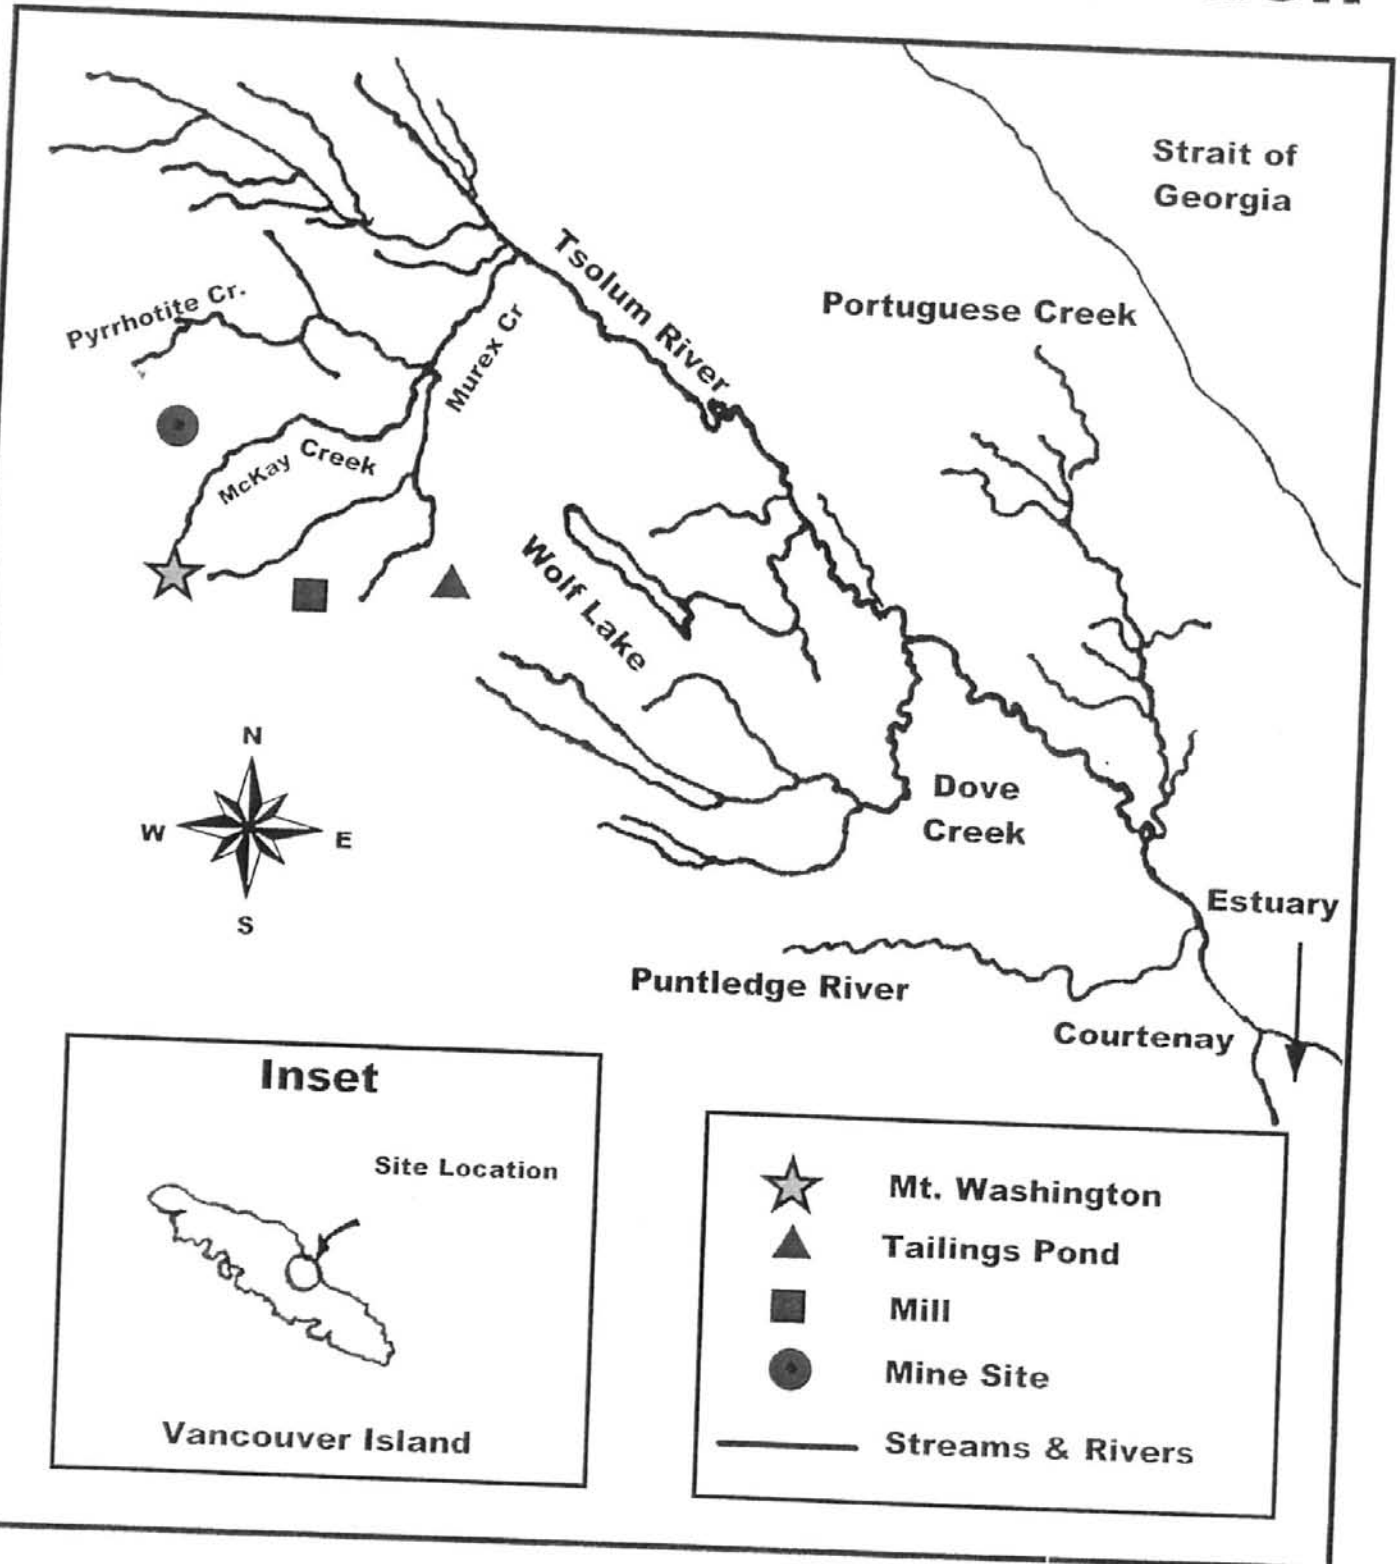 Strait of
Georgia
Tsolum River
Portuguese Creek
Pyrrhotite Cr.
Murex Cr
McKay Creek
Wolf Lake
N
W
E
S
Dove
Creek
Estuary
Puntledge River
Courtenay
Inset
Site Location
Vancouver Island
Mt. Washington
Tailings Pond
Mill
Mine Site
Streams & Rivers